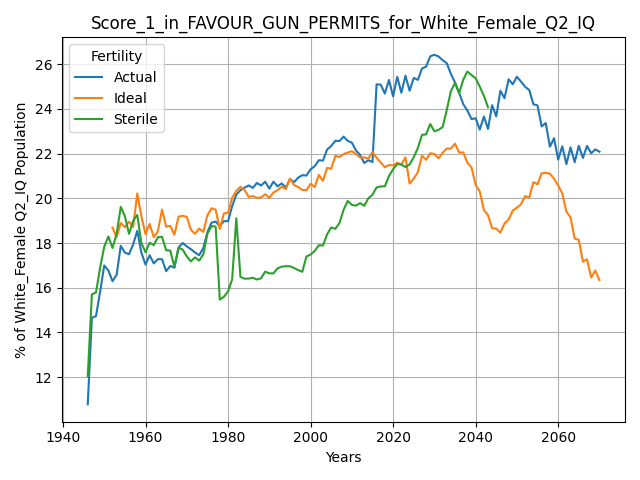 Score_1_in_FAVOUR_GUN_PERMITS_for_White_Female_Q2_IQ
Fertility
Actual
Ideal
Sterile
% of White_Female Q2_IQ Population
26
24
22
20
18
16
14
12
1940 1960 1980 2000 2020 2040 2060
Years